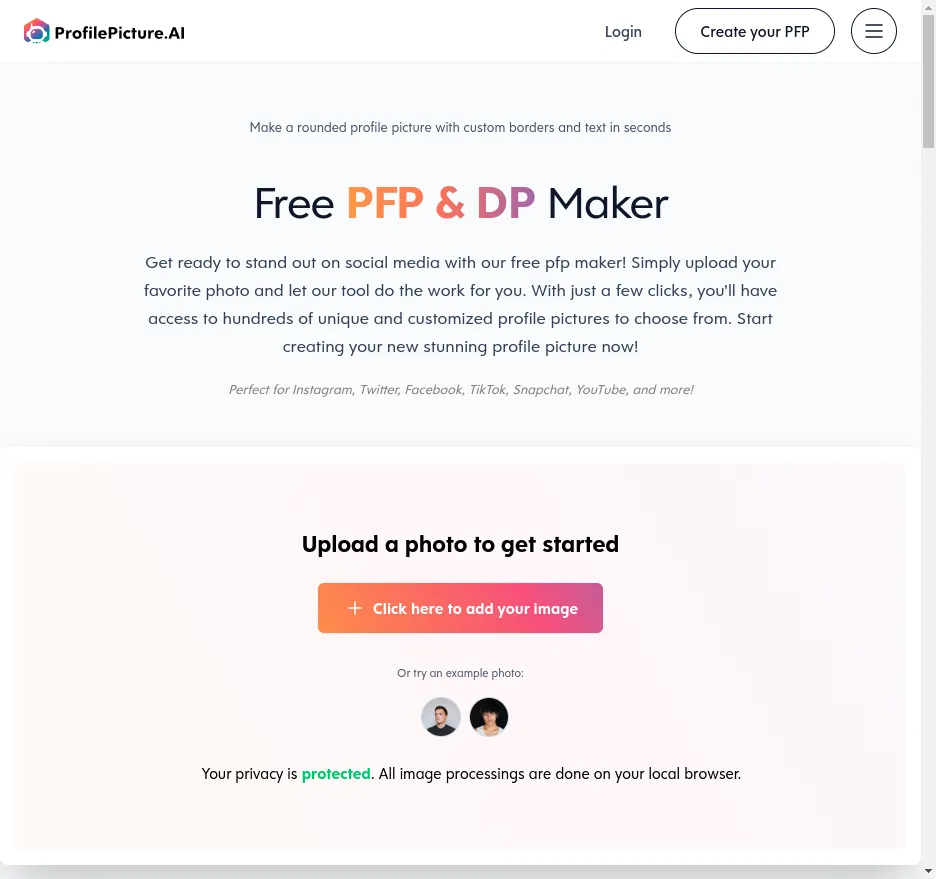 ProfilePicture.AI
Login
Create your PFP
Make a rounded profile picture with custom borders and text in seconds
Free PFP & DP Maker
Get ready to stand out on social media with our free pfp maker! Simply upload your
favorite photo and let our tool do the work for you. With just a few clicks, you'll have
access to hundreds of unique and customized profile pictures to choose from. Start
creating your new stunning profile picture now!
Perfect for Instagram, Twitter, Facebook, TikTok, Snapchat, YouTube, and more!
Upload a photo to get started
Click here to add your image
Or try an example photo:
Your privacy is protected. All image processings are done on your local browser.